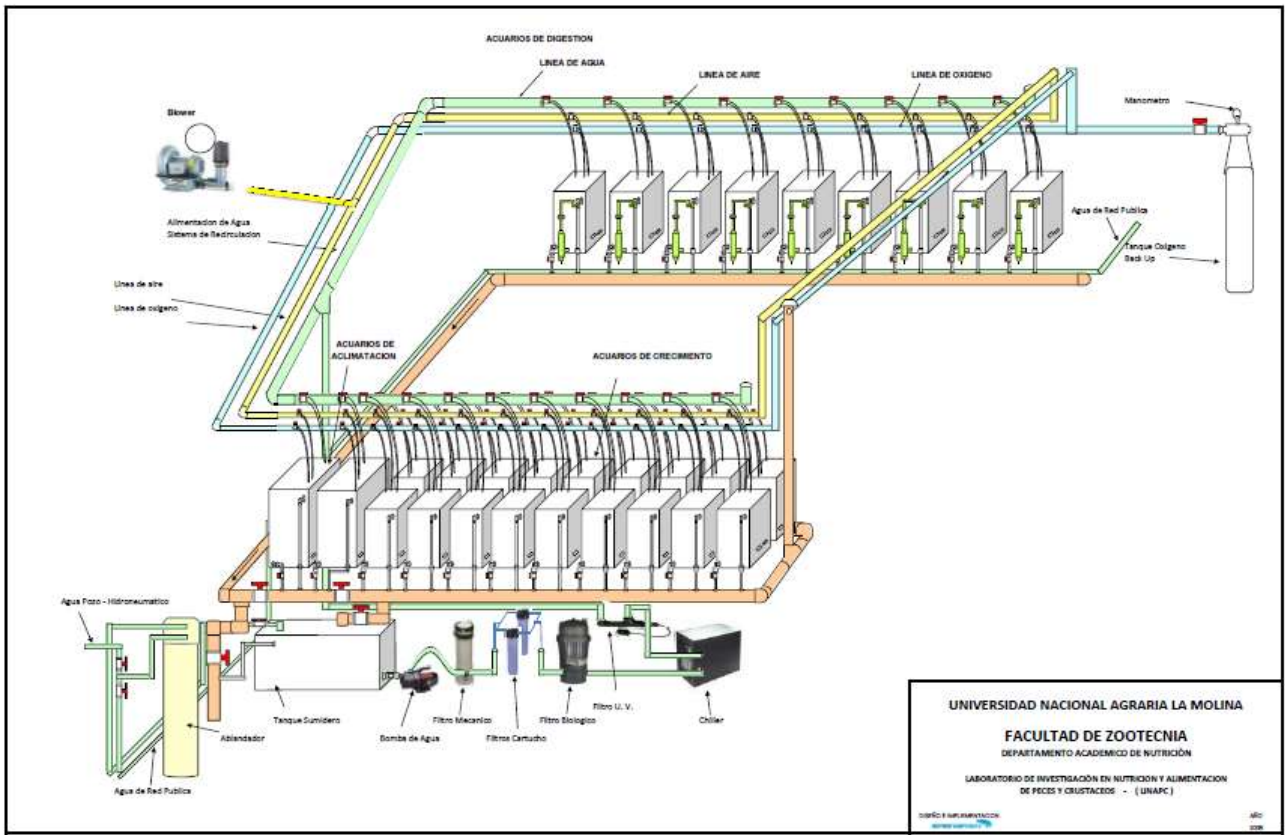 ACUARIOS DE DIGESTION
LINEA DE AGUA
LINEA DE AIRE
LINEA DE OXIGENO
Manometro
Blower
Alimentacion de Agua
Sistema de Recirculacion
Agua de Red Publica
Tanque Oxigeno
Back Up
Linea de aire
Linea de oxigeno
ACUARIOS DE
ACLIMATACION
ACUARIOS DE CRECIMIENTO
Agua Pozo - Hidroneumatico
Tanque Sumidero
Bomba de Agua
Filtro Mecanico
Filtros Cartucho
Filtro Biologico
Filtro U. V.
Chiller
Ablandador
Agua de Red Publica
UNIVERSIDAD NACIONAL AGRARIA LA MOLINA
FACULTAD DE ZOOTECNIA
DEPARTAMENTO ACADEMICO DE NUTRICIÓN
LABORATORIO DE INVESTIGACIÓN EN NUTRICION Y ALIMENTACION
DE PECES Y CRUSTACEOS - ( LINAPC )
DISEÑO E IMPLEMENTACION
AÑO